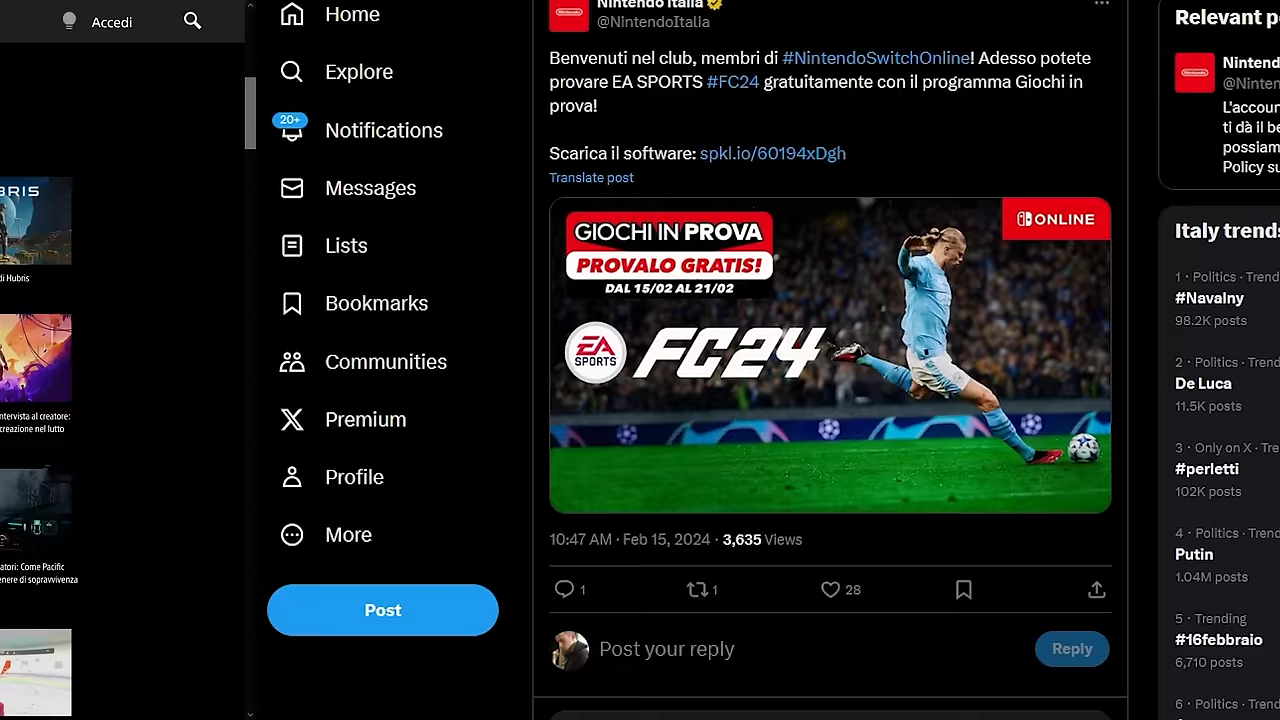 Accedi
BRIS
di Hubris
ntervista al creatore:
creazione nel lutto
atori: Come Pacific
enere di sopravvivenza
Home
Explore
20+
Notifications
Messages
Lists
Bookmarks
Communities
Premium
Profile
More
Post
Nintendo Italia
@NintendoItalia
Benvenuti nel club, membri di #NintendoSwitchOnline! Adesso potete
provare EA SPORTS #FC24 gratuitamente con il programma Giochi in
prova!
Scarica il software: spkl.io/60194xDgh
Translate post
GIOCHI IN PROVA
PROVALO GRATIS!
DAL 15/02 AL 21/02
ONLINE
EA
SPORTS
FC24
10:47 AM · Feb 15, 2024 · 3,635 Views
1
1
28
Post your reply
Reply
Relevant p
Nintend
@Ninten
L'accoun
ti dà il be
possiam
Policy su
Italy trends
1 · Politics · Trend
#Navalny
98.2K posts
2 · Politics · Trend
De Luca
11.5K posts
3 · Only on X · Tre
#perletti
102K posts
4 · Politics · Trend
Putin
1.04M posts
5 · Trending
#16febbraio
6,710 posts
6 · Politics · Trend